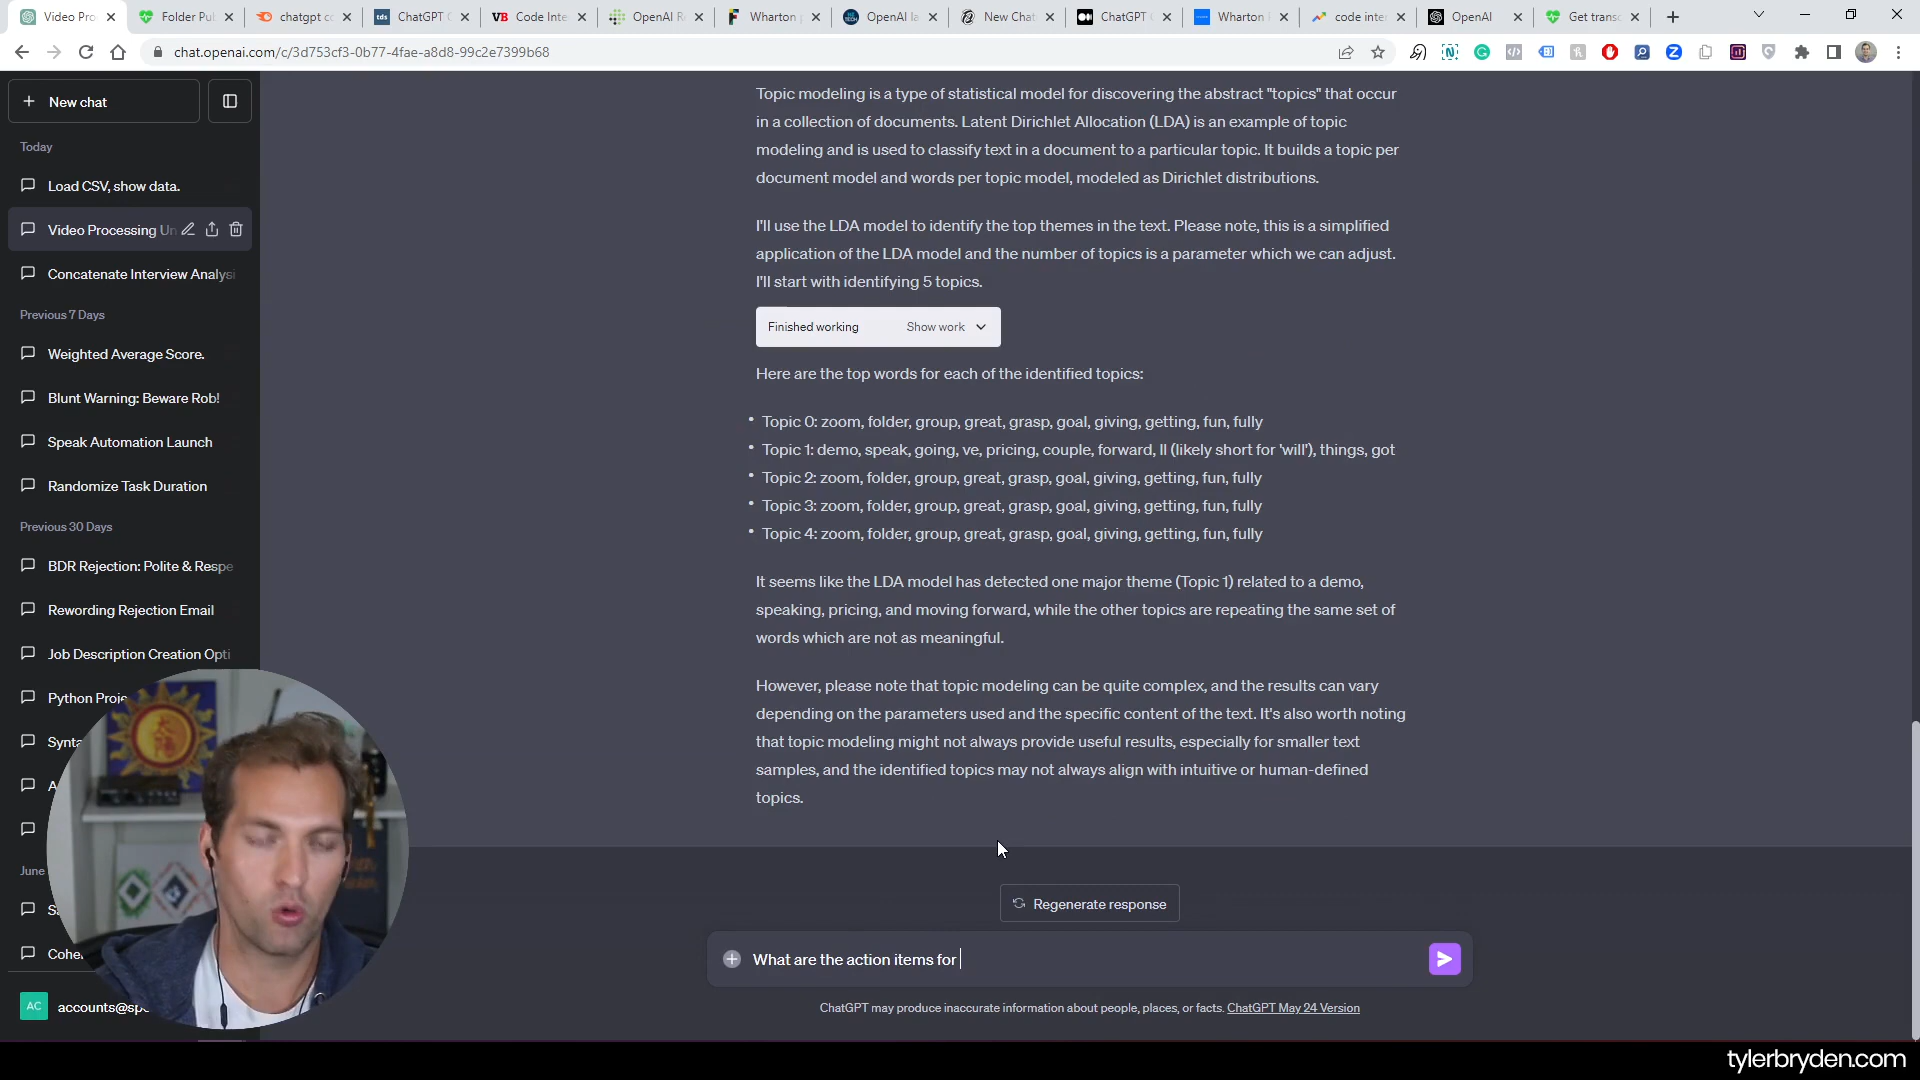 Video Pro
Folder Pu
chatgpt c
ChatGPT
Code Inte
OpenAI R
Wharton
OpenAI la
New Cha
ChatGPT
Wharton
code inte
OpenAI
Get trans
chat.openai.com/c/3d753cf3-0b77-4fae-a8d8-99c2e7399b68
New chat
Today
Load CSV, show data.
Video Processing Un
Concatenate Interview Analysi
Previous 7 Days
Weighted Average Score.
Blunt Warning: Beware Rob!
Speak Automation Launch
Randomize Task Duration
Previous 30 Days
BDR Rejection: Polite & Respe
Rewording Rejection Email
Job Description Creation Opti
Python Proje
Synta
A
June
Sa
Cohe
AC
accounts@spe
Topic modeling is a type of statistical model for discovering the abstract "topics" that occur
in a collection of documents. Latent Dirichlet Allocation (LDA) is an example of topic
modeling and is used to classify text in a document to a particular topic. It builds a topic per
document model and words per topic model, modeled as Dirichlet distributions.
I'll use the LDA model to identify the top themes in the text. Please note, this is a simplified
application of the LDA model and the number of topics is a parameter which we can adjust.
I'll start with identifying 5 topics.
Finished working Show work
Here are the top words for each of the identified topics:
• Topic 0: zoom, folder, group, great, grasp, goal, giving, getting, fun, fully
• Topic 1: demo, speak, going, ve, pricing, couple, forward, ll (likely short for 'will'), things, got
• Topic 2: zoom, folder, group, great, grasp, goal, giving, getting, fun, fully
• Topic 3: zoom, folder, group, great, grasp, goal, giving, getting, fun, fully
• Topic 4: zoom, folder, group, great, grasp, goal, giving, getting, fun, fully
It seems like the LDA model has detected one major theme (Topic 1) related to a demo,
speaking, pricing, and moving forward, while the other topics are repeating the same set of
words which are not as meaningful.
However, please note that topic modeling can be quite complex, and the results can vary
depending on the parameters used and the specific content of the text. It's also worth noting
that topic modeling might not always provide useful results, especially for smaller text
samples, and the identified topics may not always align with intuitive or human-defined
topics.
Regenerate response
What are the action items for
ChatGPT may produce inaccurate information about people, places, or facts. ChatGPT May 24 Version
tylerbryden.com